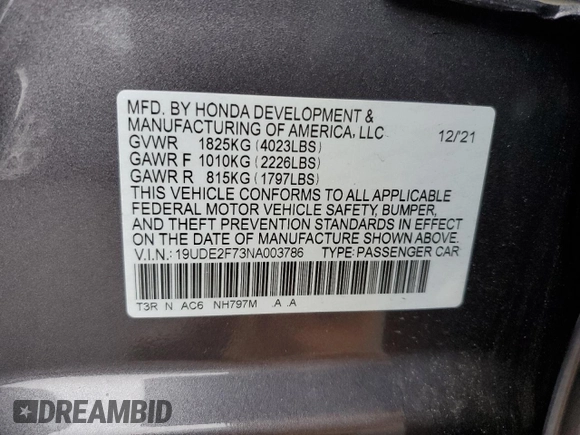 MFD. BY HONDA DEVELOPMENT &
MANUFACTURING OF AMERICA, LLC 12/'21
GVWR 1825KG (4023LBS)
GAWR F 1010KG (2226LBS)
GAWR R 815KG (1797LBS)
THIS VEHICLE CONFORMS TO ALL APPLICABLE
FEDERAL MOTOR VEHICLE SAFETY, BUMPER,
AND THEFT PREVENTION STANDARDS IN EFFECT
ON THE DATE OF MANUFACTURE SHOWN ABOVE.
V.I.N.: 19UDE2F73NA003786 TYPE: PASSENGER CAR
T3R N AC6 NH797M .A .A
DREAMBID